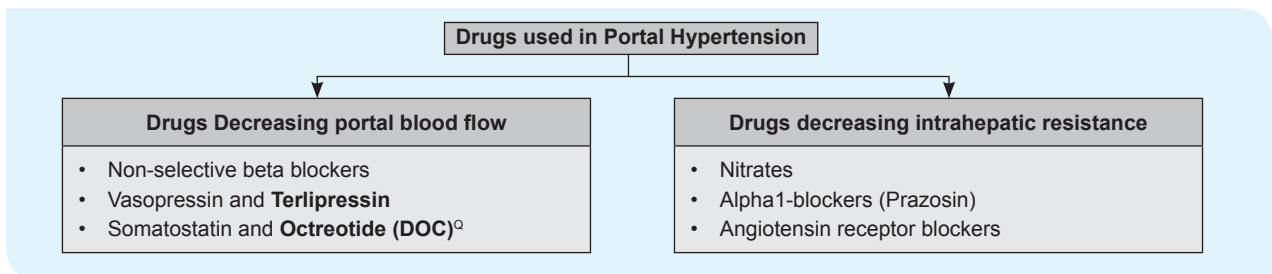 Drugs used in Portal Hypertension
Drugs Decreasing portal blood flow
• Non-selective beta blockers
• Vasopressin and Terlipressin
• Somatostatin and Octreotide (DOC)Q
Drugs decreasing intrahepatic resistance
• Nitrates
• Alpha1-blockers (Prazosin)
• Angiotensin receptor blockers